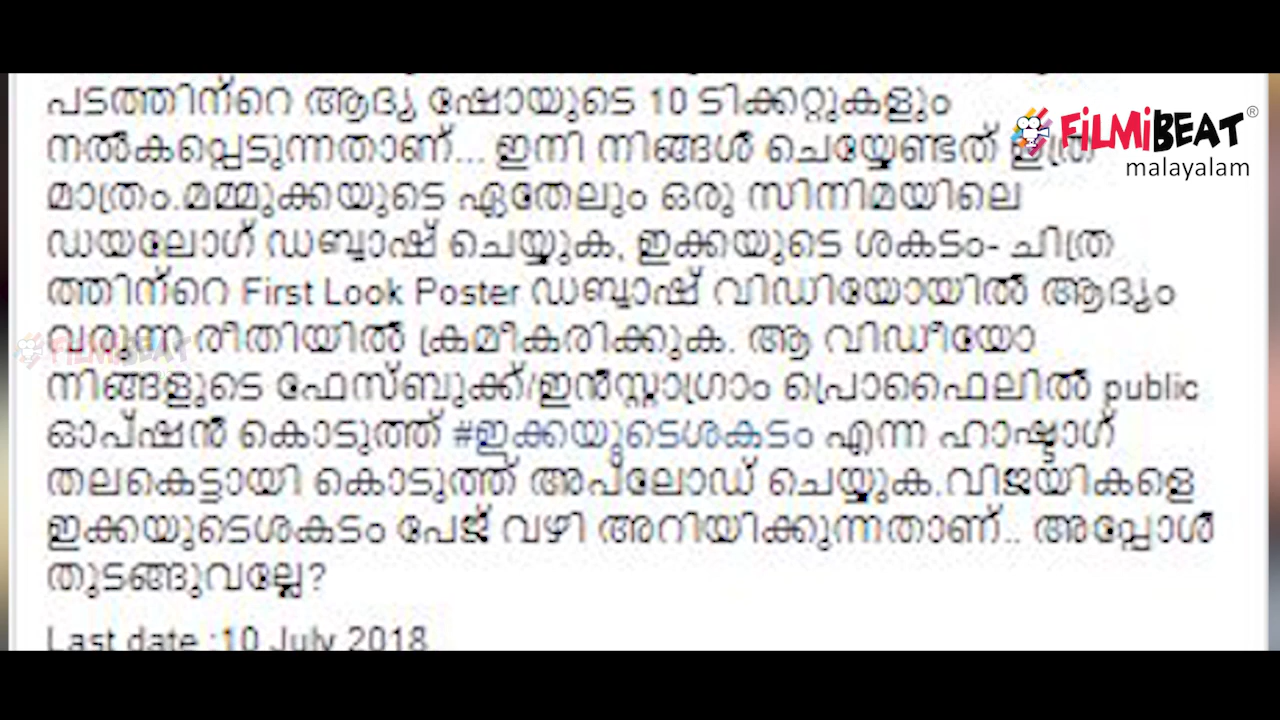 പടത്തിന്റെ ആദ്യ ഷോയുടെ 10 ടിക്കറ്റുകളും
നൽകപ്പെടുന്നതാണ്... ഇനി നിങ്ങൾ ചെയ്യേണ്ടത് ഇത്ര
മാത്രം.മമ്മുക്കയുടെ ഏതേലും ഒരു സിനിമയിലെ
ഡയലോഗ് ഡബ്സ്മാഷ് ചെയ്യുക, ഇക്കയുടെ ശകടം- ചിത്ര
ത്തിന്റെ First Look Poster ഡബ്സ്മാഷ് വിഡിയോയിൽ ആദ്യം
വരുന്ന രീതിയിൽ ക്രമീകരിക്കുക. ആ വിഡീയോ
നിങ്ങളുടെ ഫേസ്ബുക്ക്/ഇൻസ്റ്റാഗ്രാം പ്രൊഫൈലിൽ public
ഓപ്ഷൻ കൊടുത്ത് #ഇക്കയുടെശകടം എന്ന ഹാഷ്ടാഗ്
തലകെട്ടായി കൊടുത്ത് അപ്‌ലോഡ് ചെയ്യുക.വിജയികളെ
ഇക്കയുടെശകടം പേജ് വഴി അറിയിക്കുന്നതാണ്.. അപ്പോൾ
തുടങ്ങുവല്ലേ?
Last date :10 July 2018
FiLMiBEAT®
malayalam
FILMIBEAT